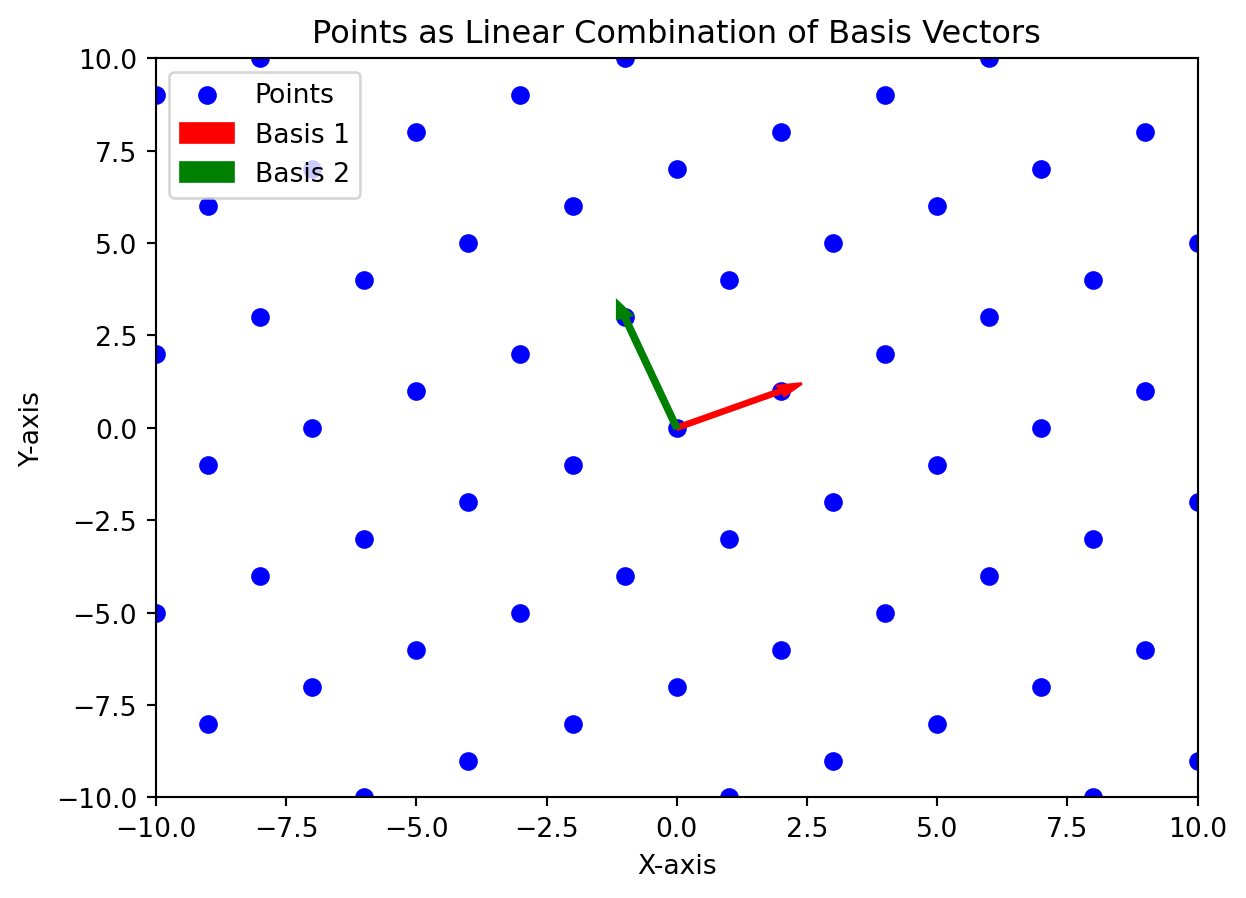 Points as Linear Combination of Basis Vectors
10.0
7.5
5.0
2.5
0.0
−2.5
−5.0
−7.5
−10.0
Y-axis
Points
Basis 1
Basis 2
−10.0 −7.5 −5.0 −2.5 0.0 2.5 5.0 7.5 10.0
X-axis